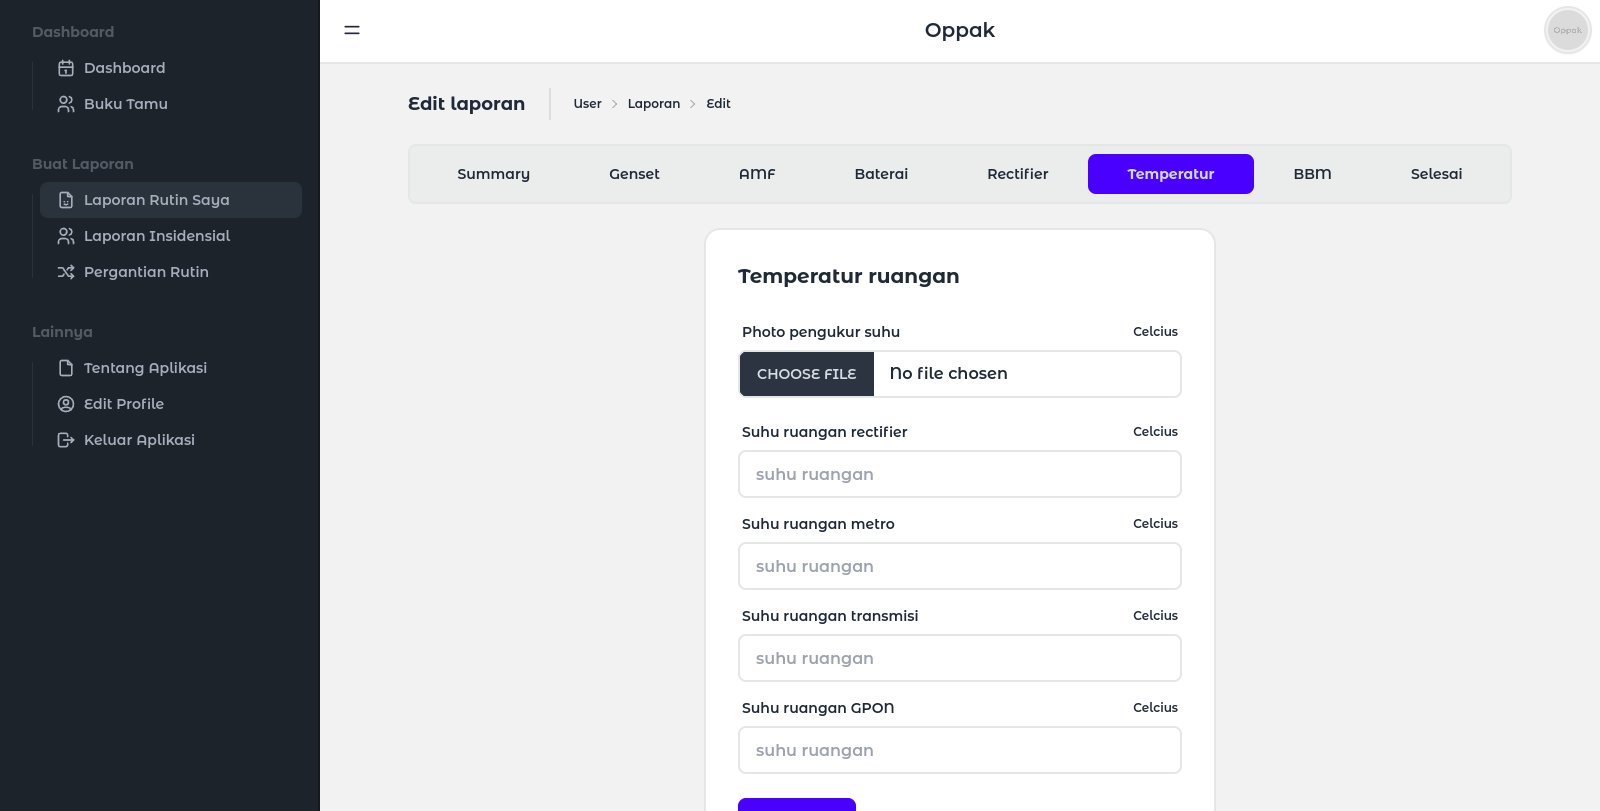 Dashboard
Dashboard
Buku Tamu
Buat Laporan
Laporan Rutin Saya
Laporan Insidensial
Pergantian Rutin
Lainnya
Tentang Aplikasi
Edit Profile
Keluar Aplikasi
Oppak
Oppak
Edit laporan
User > Laporan > Edit
Summary Genset AMF Baterai Rectifier Temperatur BBM Selesai
Temperatur ruangan
Photo pengukur suhu Celcius
CHOOSE FILE No file chosen
Suhu ruangan rectifier Celcius
suhu ruangan
Suhu ruangan metro Celcius
suhu ruangan
Suhu ruangan transmisi Celcius
suhu ruangan
Suhu ruangan GPON Celcius
suhu ruangan